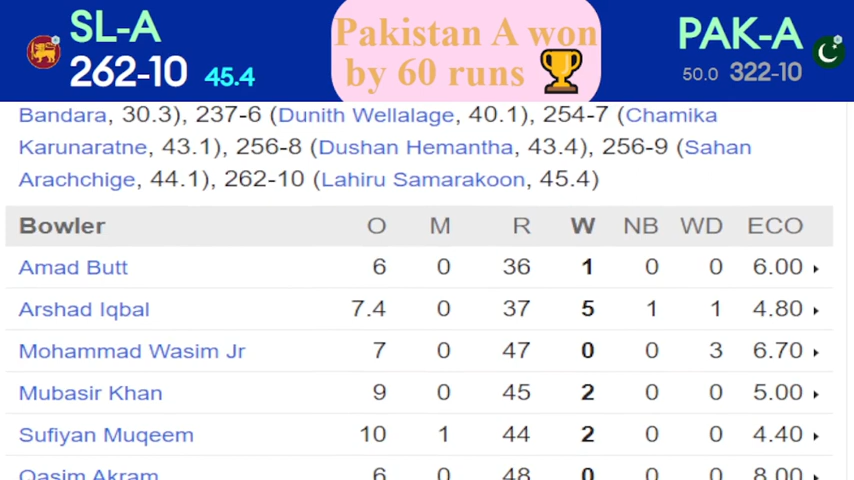 SL-A
262-10 45.4
Pakistan A won
by 60 runs
PAK-A
50.0 322-10
Bandara, 30.3), 237-6 (Dunith Wellalage, 40.1), 254-7 (Chamika
Karunaratne, 43.1), 256-8 (Dushan Hemantha, 43.4), 256-9 (Sahan
Arachchige, 44.1), 262-10 (Lahiru Samarakoon, 45.4)
Bowler O M R W NB WD ECO
Amad Butt 6 0 36 1 0 0 6.00
Arshad Iqbal 7.4 0 37 5 1 1 4.80
Mohammad Wasim Jr 7 0 47 0 0 3 6.70
Mubasir Khan 9 0 45 2 0 0 5.00
Sufiyan Muqeem 10 1 44 2 0 0 4.40
Qasim Akram 6 0 48 0 0 0 8.00